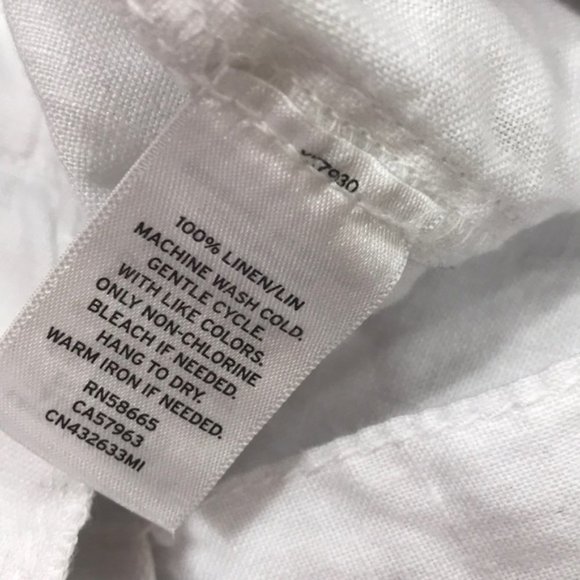 100% LINEN/LIN
MACHINE WASH COLD.
GENTLE CYCLE.
WITH LIKE COLORS.
ONLY NON-CHLORINE
BLEACH IF NEEDED.
HANG TO DRY.
WARM IRON IF NEEDED.
RN58665
CA57963
CN432633MI